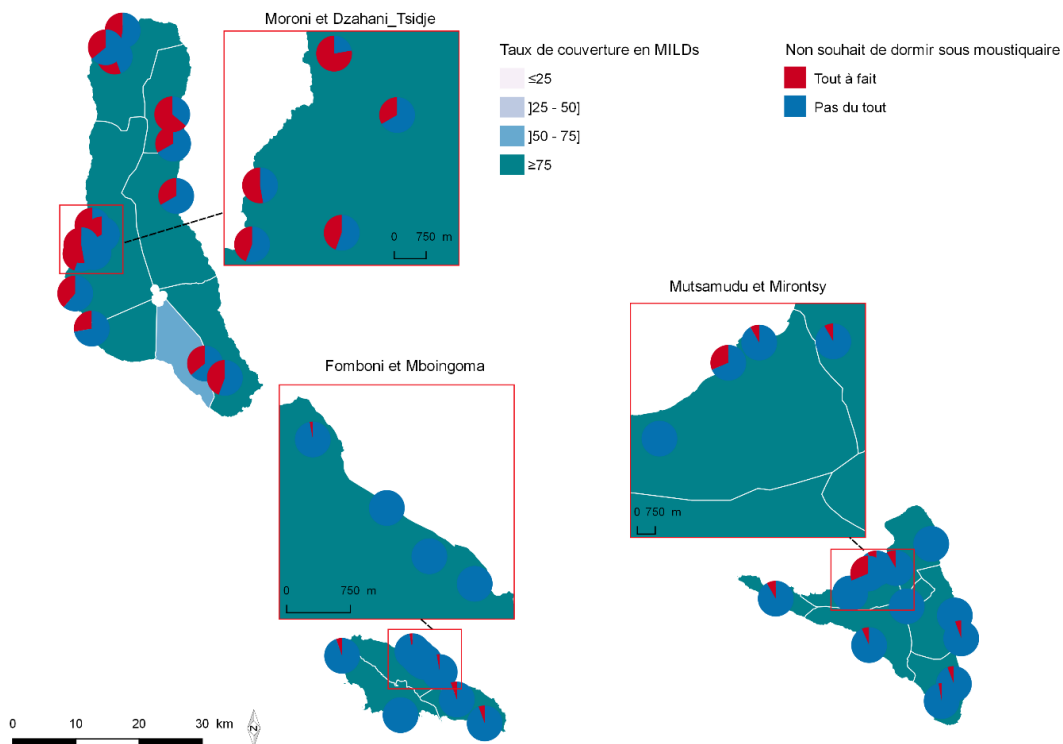 Moroni et Dzahani_Tsidje
0 750 m
Taux de couverture en MILDs
≤25
]25 - 50]
]50 - 75]
≥75
Non souhait de dormir sous moustiquaire
Tout à fait
Pas du tout
Fomboni et Mboingoma
0 750 m
Mutsamudu et Mirontsy
0 750 m
0 10 20 30 km
N